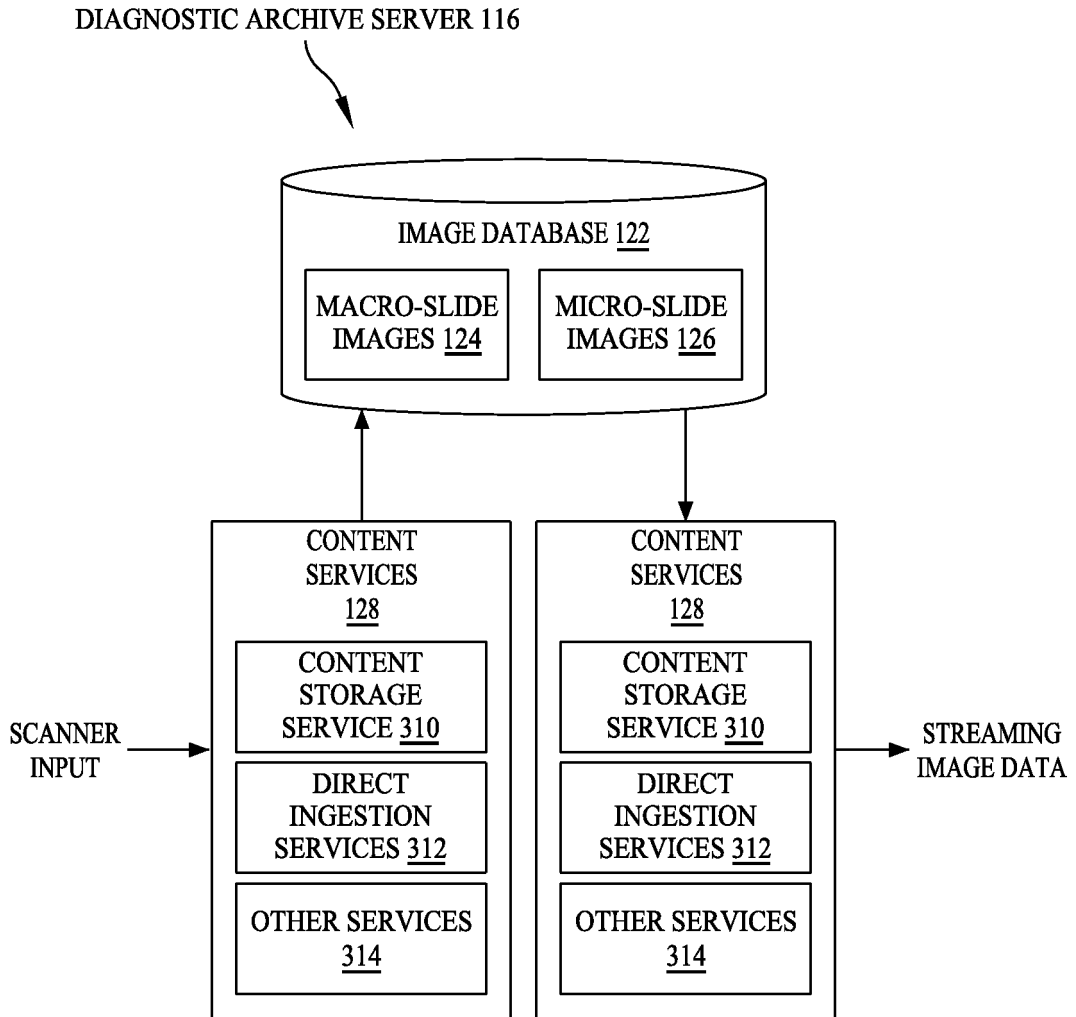 DIAGNOSTIC ARCHIVE SERVER 116
IMAGE DATABASE 122
MACRO-SLIDE
IMAGES 124
MICRO-SLIDE
IMAGES 126
SCANNER
INPUT
CONTENT
SERVICES
128
CONTENT
STORAGE
SERVICE 310
DIRECT
INGESTION
SERVICES 312
OTHER SERVICES
314
CONTENT
SERVICES
128
CONTENT
STORAGE
SERVICE 310
DIRECT
INGESTION
SERVICES 312
OTHER SERVICES
314
STREAMING
IMAGE DATA